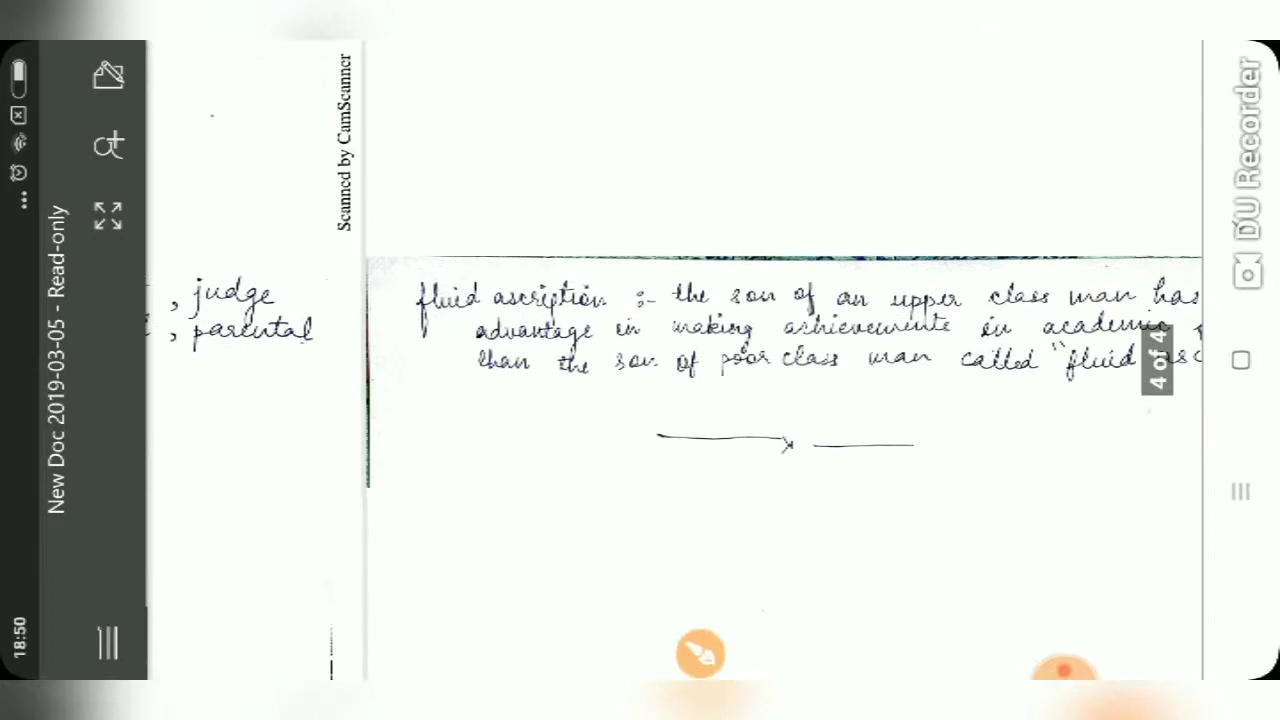 18:50
New Doc 2019-03-05 - Read-only
, judge
, parental
Scanned by CamScanner
fluid ascription :- the son of an upper class man has
advantage in making achievements in academic
than the son of poor class man called "fluid asc
4 of 4
DU Recorder